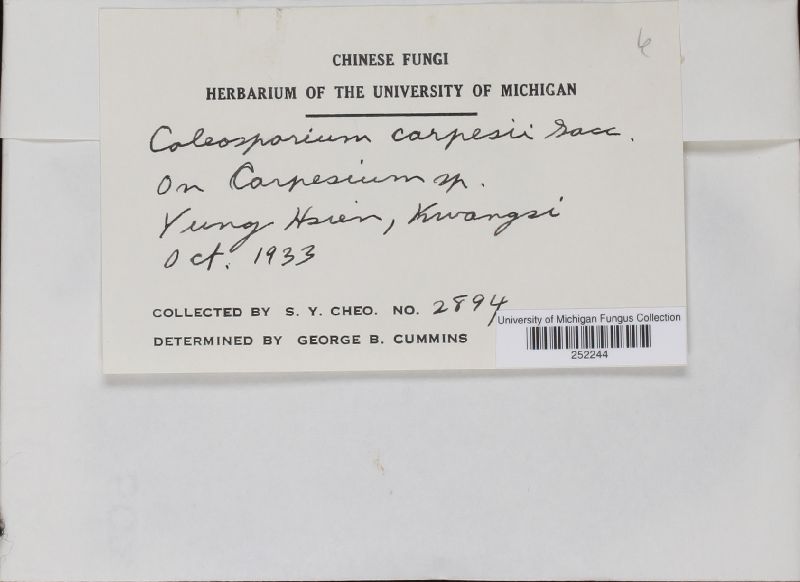 6
CHINESE FUNGI
HERBARIUM OF THE UNIVERSITY OF MICHIGAN
Coleosporium carpesii Sacc.
On Carpesium sp.
Yung Hsien, Kwangsi
Oct. 1933
COLLECTED BY S. Y. CHEO. NO. 2894
DETERMINED BY GEORGE B. CUMMINS
University of Michigan Fungus Collection
252244